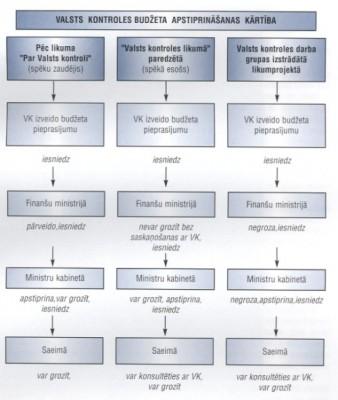 VALSTS KONTROLES BUDŽETA APSTIPRINĀŠANAS KĀRTĪBA
Pēc likuma
"Par Valsts kontroli"
(spēku zaudējis)
VK izveido budžeta
pieprasījumu
iesniedz
Finanšu ministrijā
pārveido,iesniedz
Ministru kabinetā
apstiprina,var grozīt,
iesniedz
Saeimā
var grozīt,
"Valsts kontroles likumā"
paredzētā
(spēkā esošs)
VK izveido budžeta
pieprasījumu
iesniedz
Finanšu ministrijā
nevar grozīt bez
saskaņošanas ar VK,
iesniedz
Ministru kabinetā
var grozīt, apstiprina,
iesniedz
Saeimā
var konsultēties ar VK,
var grozīt
Valsts kontroles darba
grupas izstrādātā
likumprojektā
VK izveido budžeta
pieprasījumu
iesniedz
Finanšu ministrijā
negroza,iesniedz
Ministru kabinetā
negroza,apstiprina,iesniedz
Saeimā
var konsultēties ar VK,
var grozīt